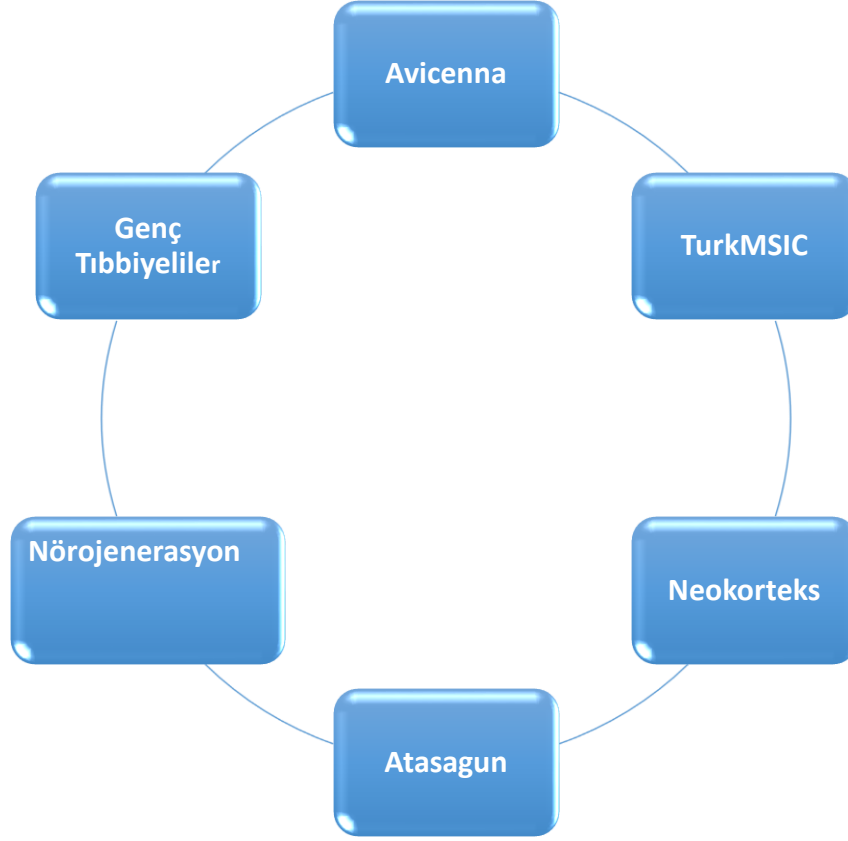 Avicenna
TurkMSIC
Neokorteks
Atasagun
Nörojenerasyon
Genç
Tıbbiyeliler